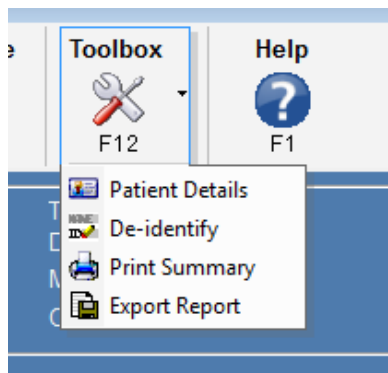 Toolbox
Help
F12
F1
Patient Details
De-identify
Print Summary
Export Report